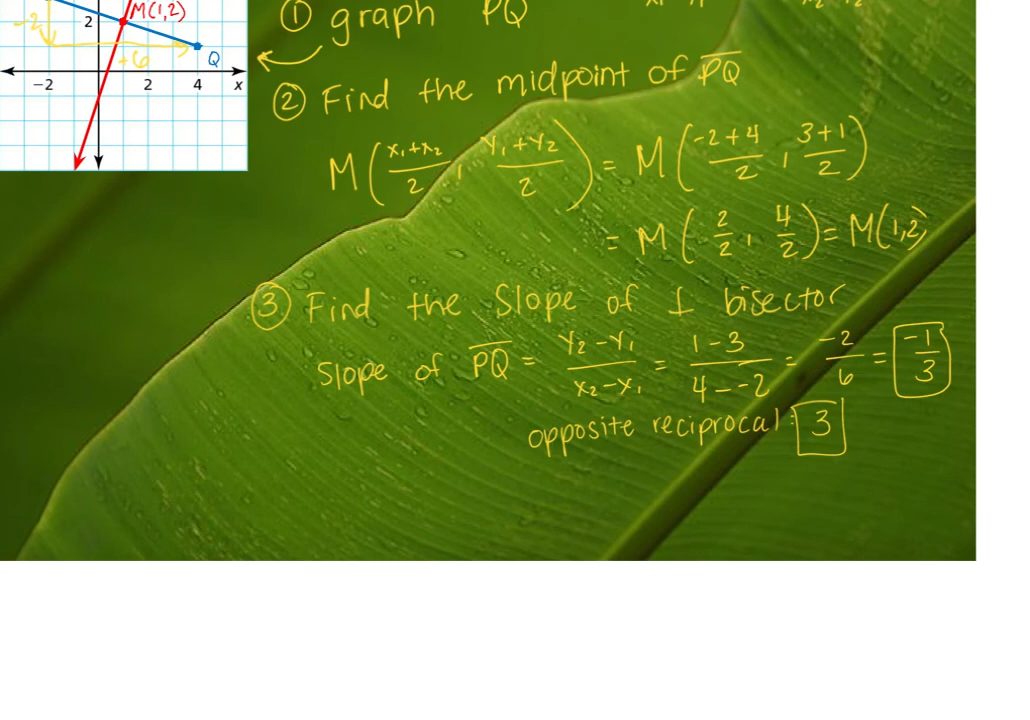 ① graph PQ
M(1,2)
2
-2
+6
Q
-2 2 4 x
② Find the midpoint of P̅Q̅
M(x₁+x₂/2, y₁+y₂/2) = M(-2+4/2, 3+1/2)
= M(2/2, 4/2) = M(1,2)
③ Find the Slope of ⊥ bisector
Slope of P̅Q̅ = y₂-y₁/x₂-x₁ = 1-3/4--2 = -2/6 = -1/3
opposite reciprocal: 3